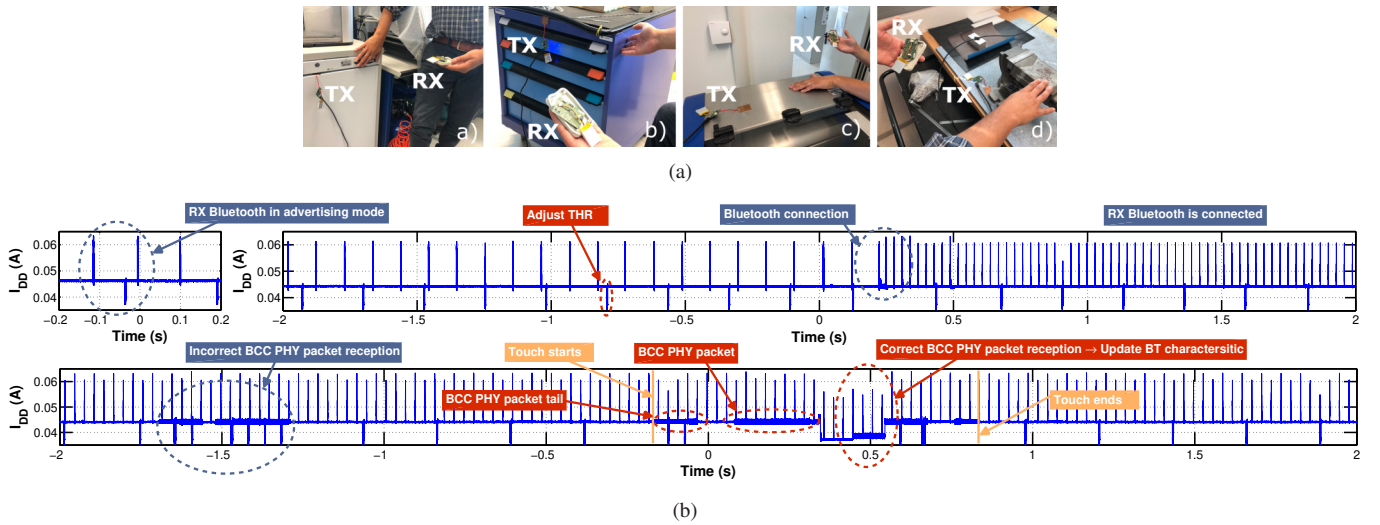 TX
RX
a)
TX
RX
b)
TX
RX
c)
RX
TX
d)
(a)
RX Bluetooth in advertising mode
Adjust THR
Bluetooth connection
RX Bluetooth is connected
I_DD (A)
0.06
0.05
0.04
−0.2 −0.1 0 0.1 0.2
Time (s)
I_DD (A)
0.06
0.05
0.04
−2 −1.5 −1 −0.5 0 0.5 1 1.5 2
Time (s)
Incorrect BCC PHY packet reception
Touch starts
BCC PHY packet
Correct BCC PHY packet reception → Update BT charactersitic
BCC PHY packet tail
Touch ends
I_DD (A)
0.06
0.05
0.04
−2 −1.5 −1 −0.5 0 0.5 1 1.5 2
Time (s)
(b)